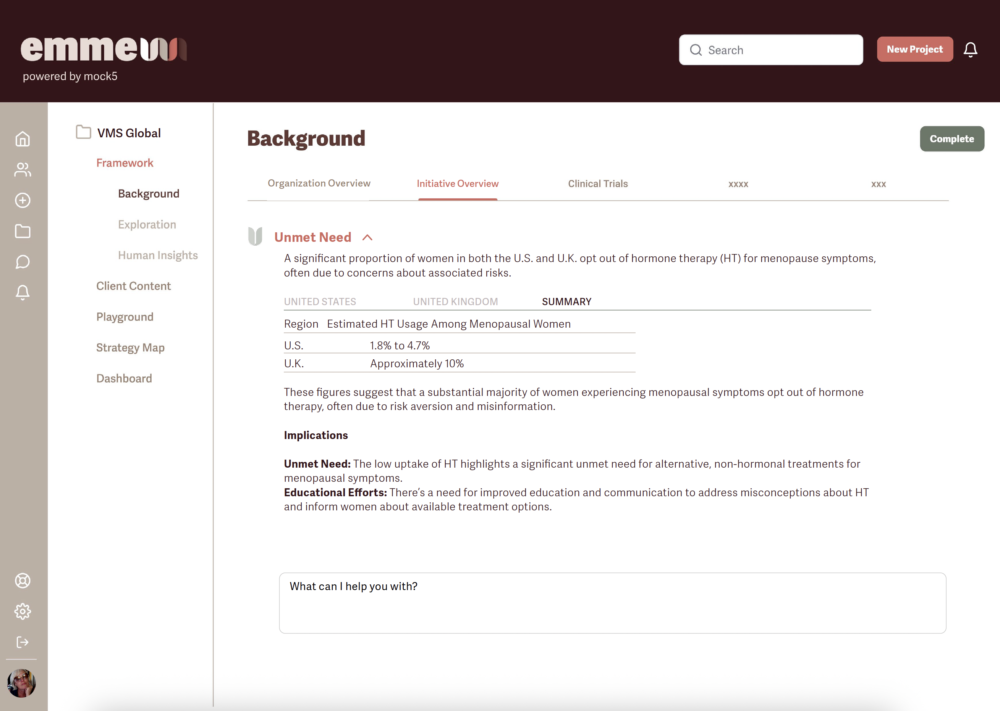 emme
powered by mock5
Search
New Project
VMS Global
Framework
Background
Exploration
Human Insights
Client Content
Playground
Strategy Map
Dashboard
Background
Complete
Organization Overview
Initiative Overview
Clinical Trials
xxxx
xxx
Unmet Need
A significant proportion of women in both the U.S. and U.K. opt out of hormone therapy (HT) for menopause symptoms,
often due to concerns about associated risks.
UNITED STATES
UNITED KINGDOM
SUMMARY
Region Estimated HT Usage Among Menopausal Women
U.S. 1.8% to 4.7%
U.K. Approximately 10%
These figures suggest that a substantial majority of women experiencing menopausal symptoms opt out of hormone
therapy, often due to risk aversion and misinformation.
Implications
Unmet Need: The low uptake of HT highlights a significant unmet need for alternative, non-hormonal treatments for
menopausal symptoms.
Educational Efforts: There’s a need for improved education and communication to address misconceptions about HT
and inform women about available treatment options.
What can I help you with?